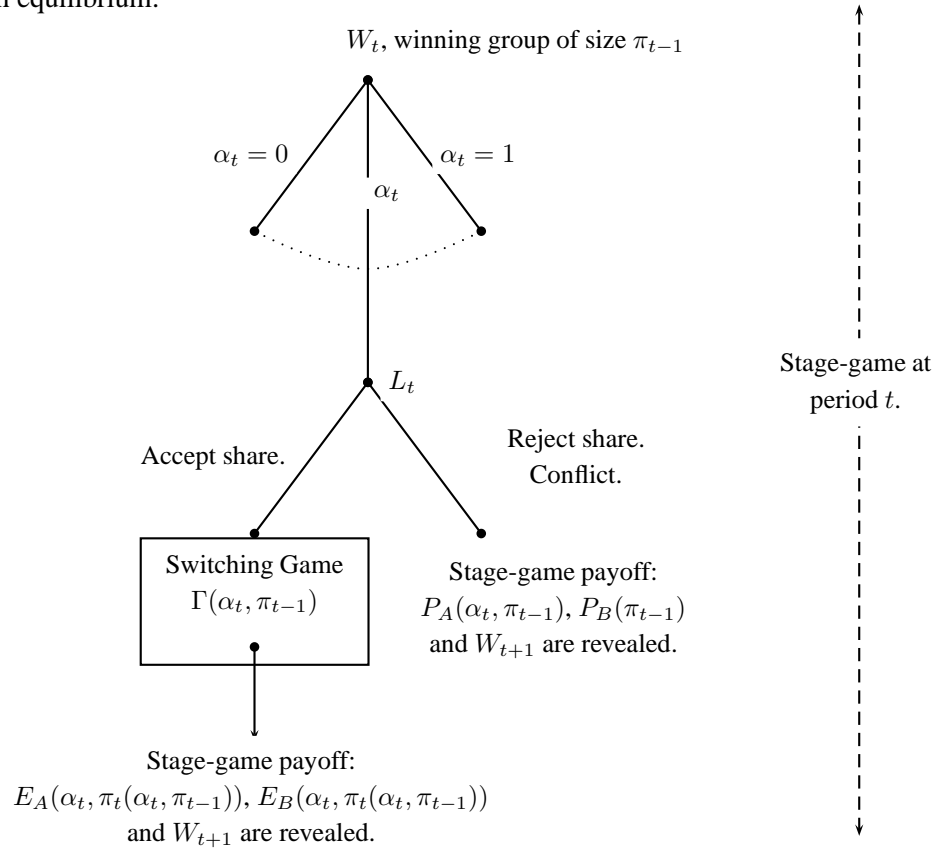 equilibrium.
W_t, winning group of size π_{t−1}
α_t = 0
α_t = 1
α_t
L_t
Stage-game at
period t.
Accept share.
Reject share.
Conflict.
Switching Game
Γ(α_t, π_{t−1})
Stage-game payoff:
P_A(α_t, π_{t−1}), P_B(π_{t−1})
and W_{t+1} are revealed.
Stage-game payoff:
E_A(α_t, π_t(α_t, π_{t−1})), E_B(α_t, π_t(α_t, π_{t−1}))
and W_{t+1} are revealed.